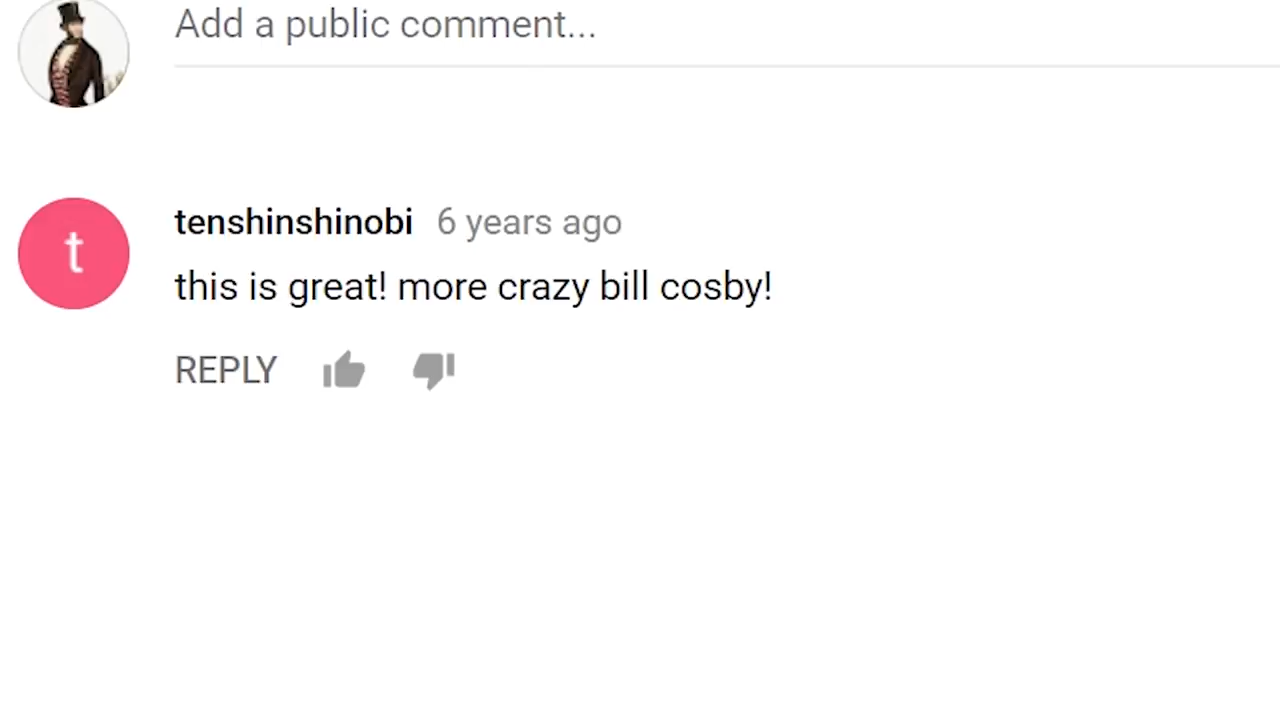 Add a public comment...
tenshinshinobi 6 years ago
t
this is great! more crazy bill cosby!
REPLY